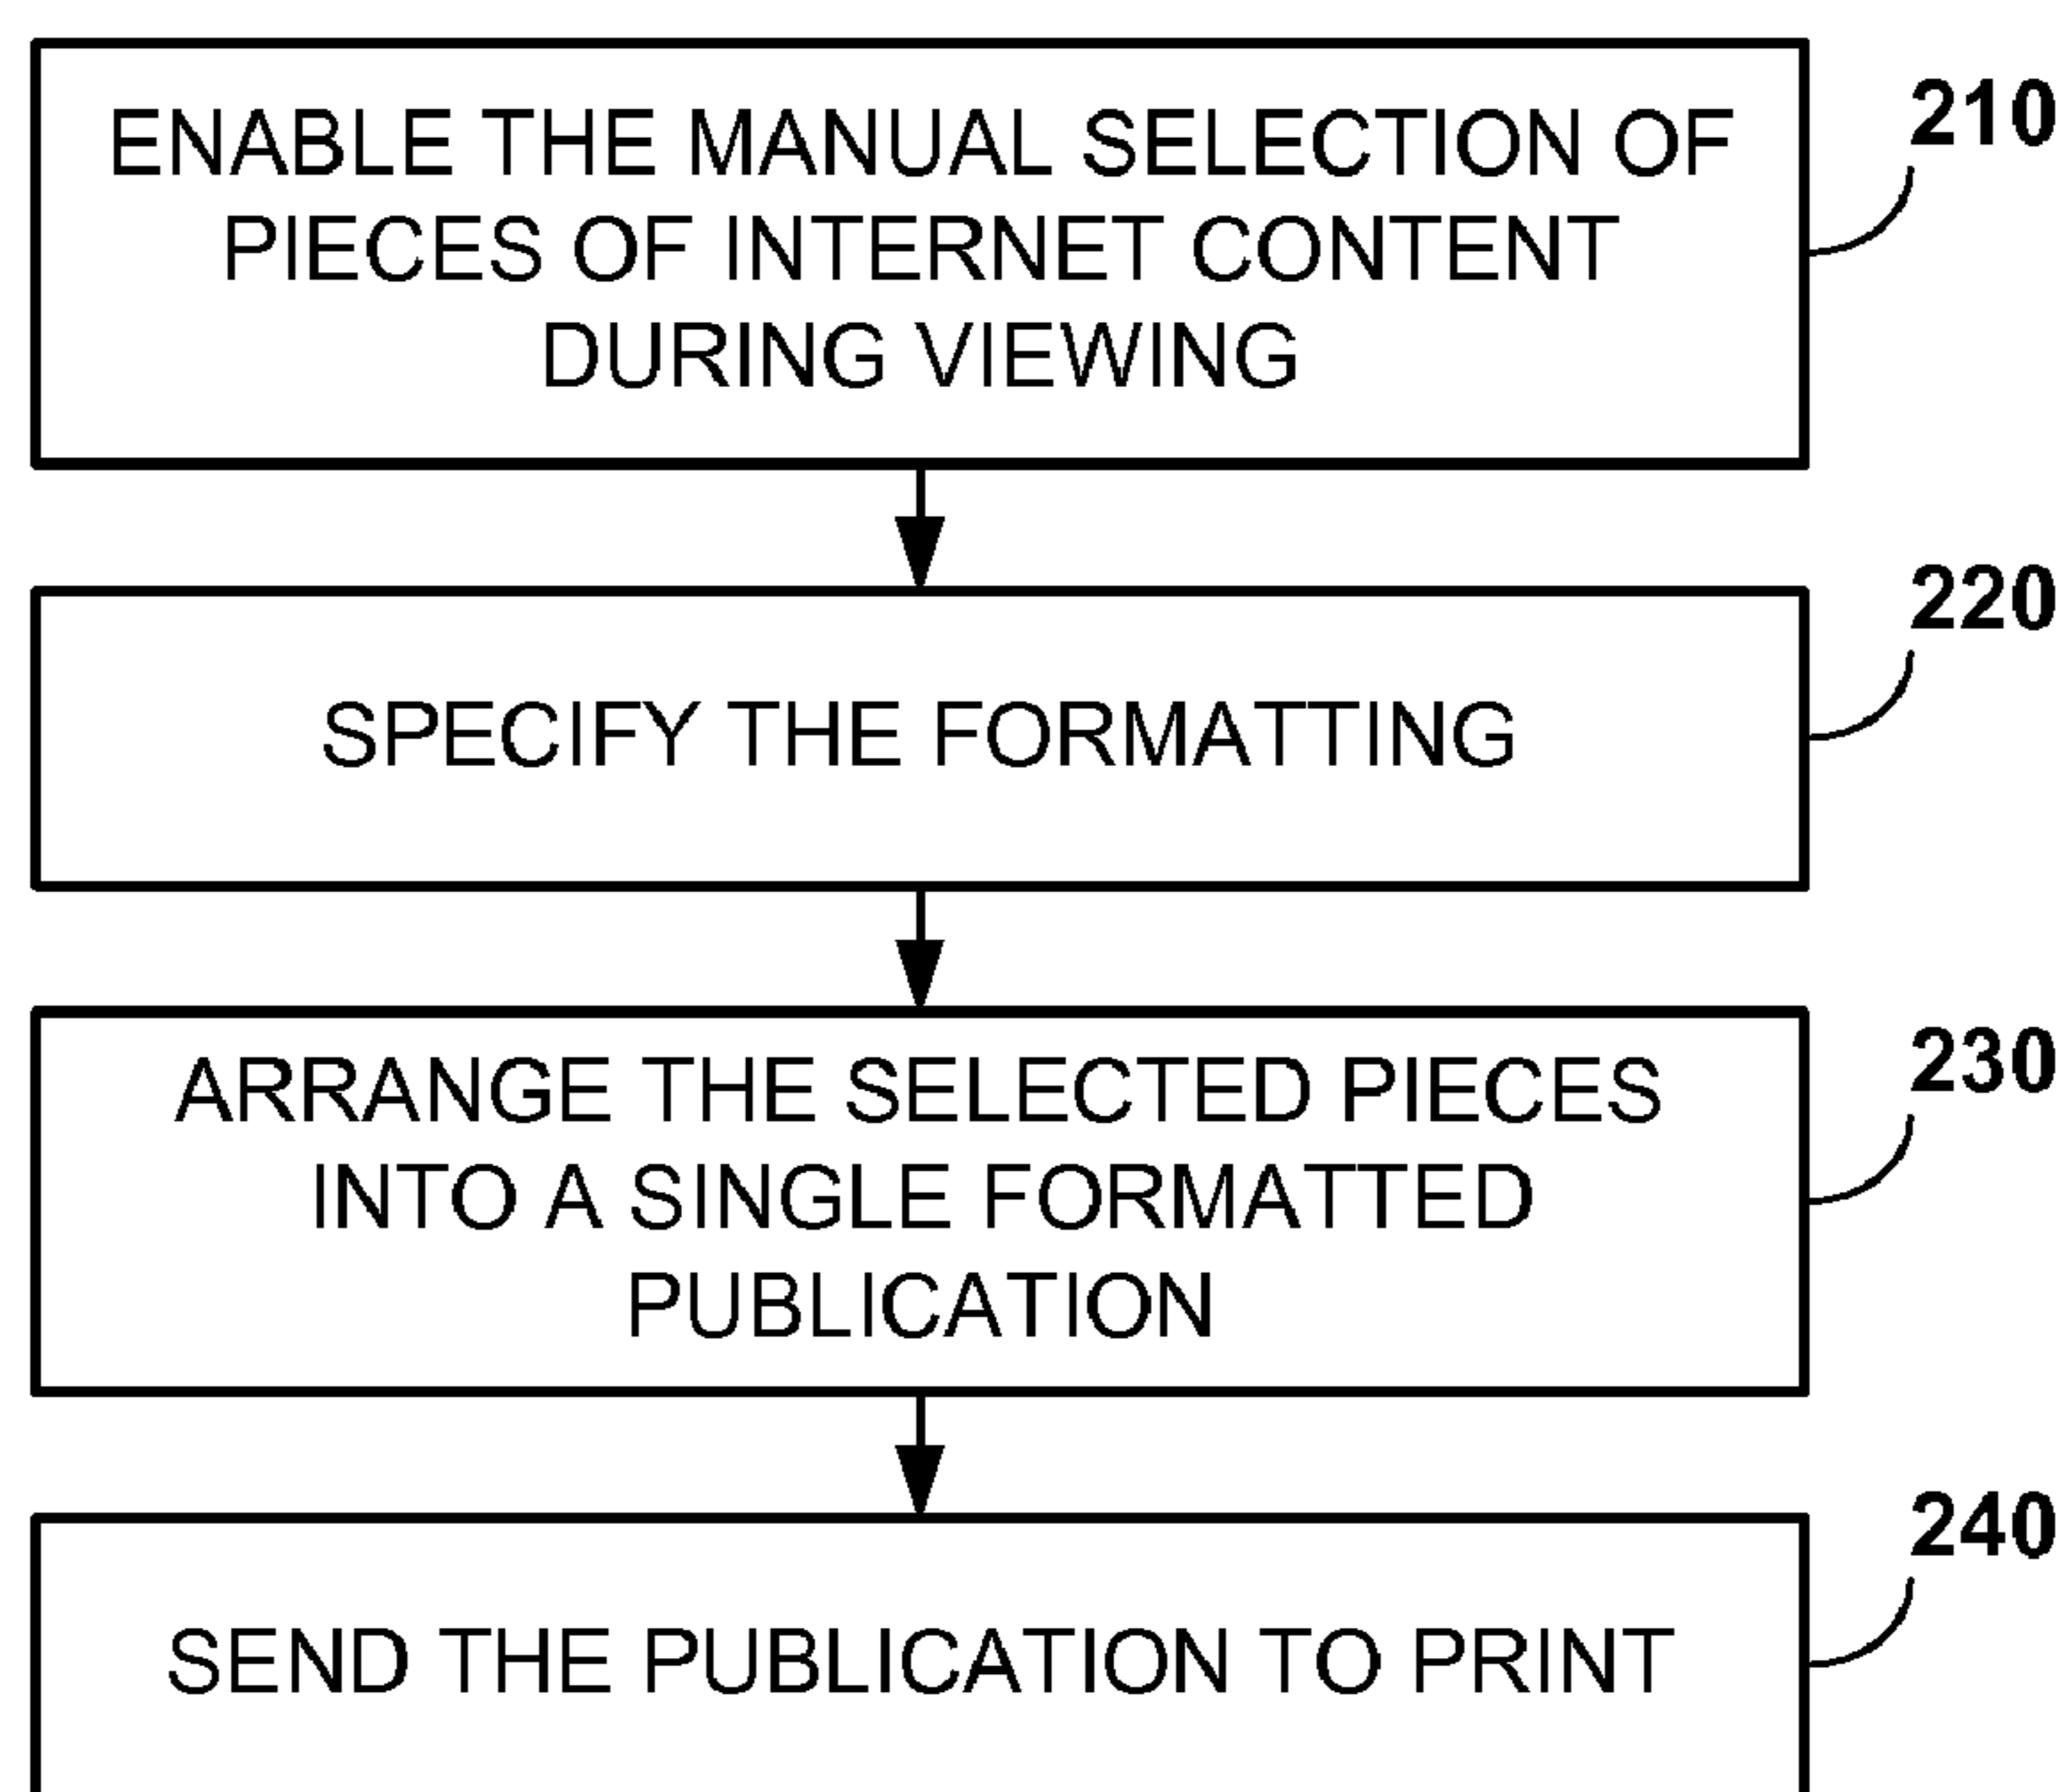 ENABLE THE MANUAL SELECTION OF
PIECES OF INTERNET CONTENT
DURING VIEWING
210
SPECIFY THE FORMATTING
220
ARRANGE THE SELECTED PIECES
INTO A SINGLE FORMATTED
PUBLICATION
230
SEND THE PUBLICATION TO PRINT
240